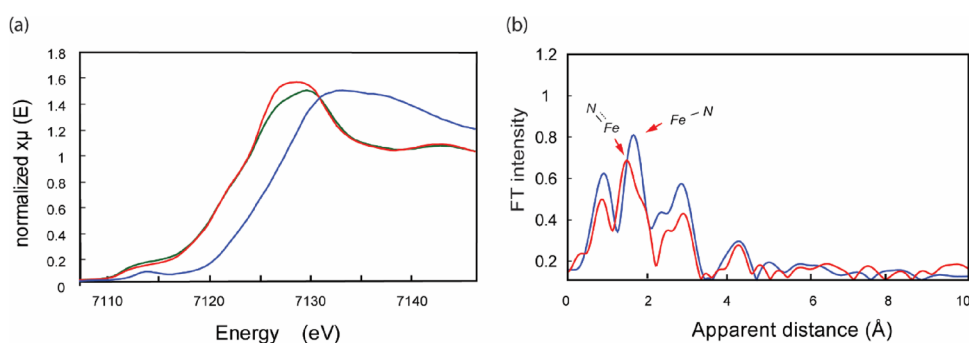 (a)
1.8
1.6
1.4
1.2
1
0.8
0.6
0.4
0.2
0
normalized xμ (E)
7110 7120 7130 7140
Energy (eV)
(b)
1.2
1
0.8
0.6
0.4
0.2
FT intensity
N
Fe
Fe - N
0 2 4 6 8 10
Apparent distance (Å)